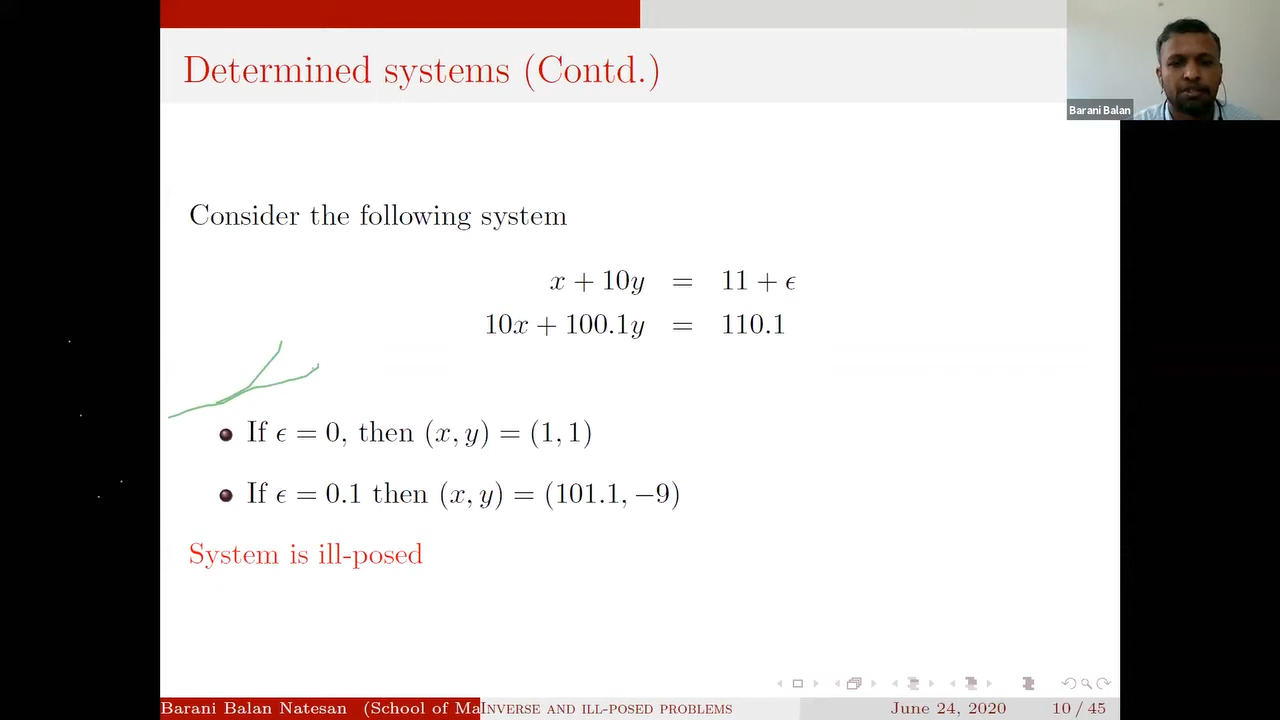 Determined systems (Contd.)
Barani Balan
Consider the following system
x + 10y = 11 + ϵ
10x + 100.1y = 110.1
If ϵ = 0, then (x, y) = (1, 1)
If ϵ = 0.1 then (x, y) = (101.1, −9)
System is ill-posed
Barani Balan Natesan (School of Ma Inverse and ill-posed problems June 24, 2020 10 / 45